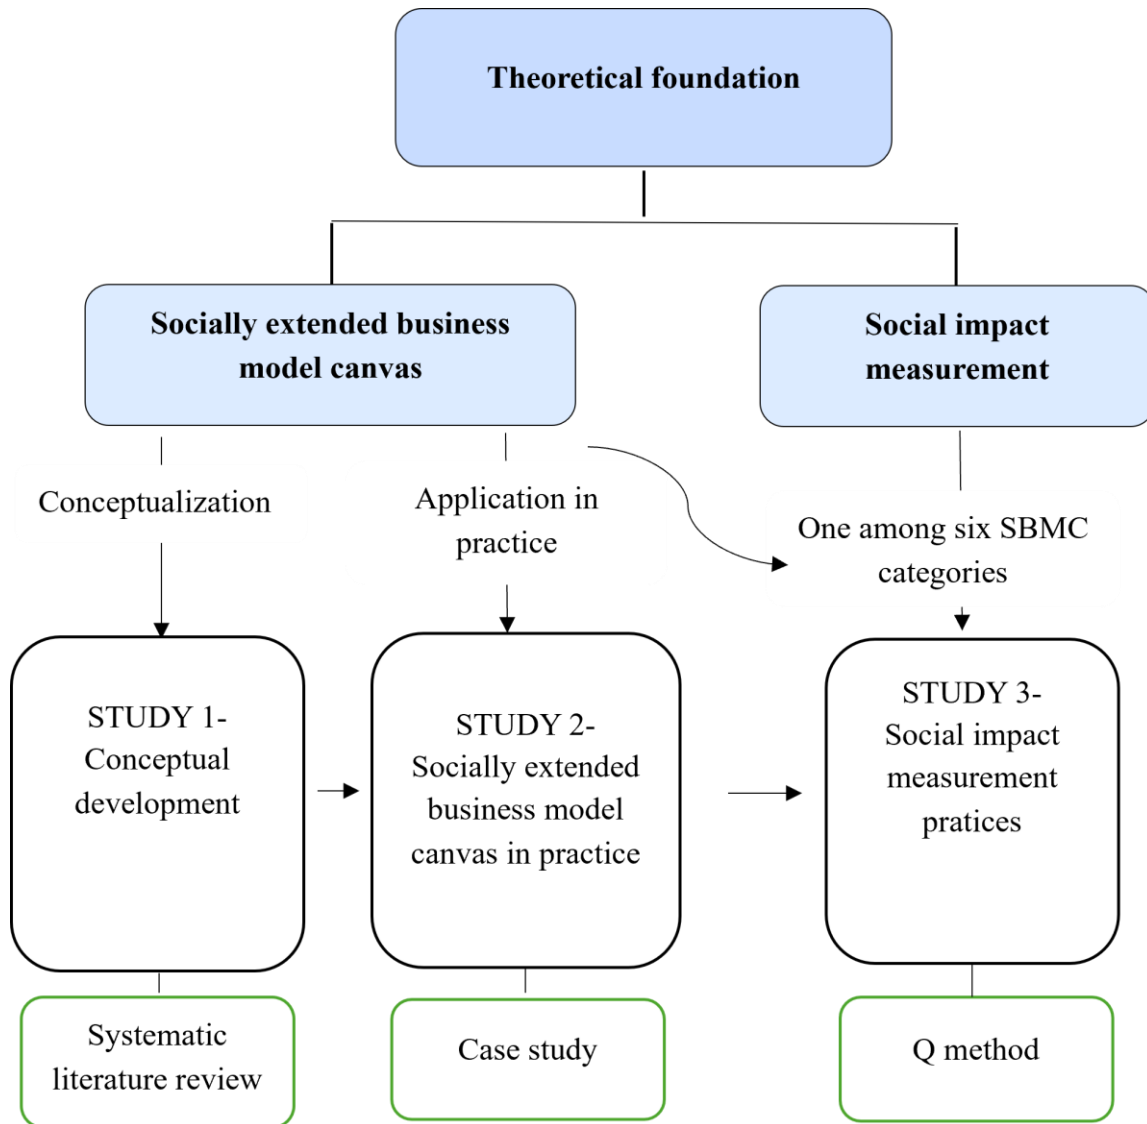 Theoretical foundation
Socially extended business
model canvas
Social impact
measurement
Conceptualization
Application in
practice
One among six SBMC
categories
STUDY 1-
Conceptual
development
STUDY 2-
Socially extended
business model
canvas in practice
STUDY 3-
Social impact
measurement
pratices
Systematic
literature review
Case study
Q method